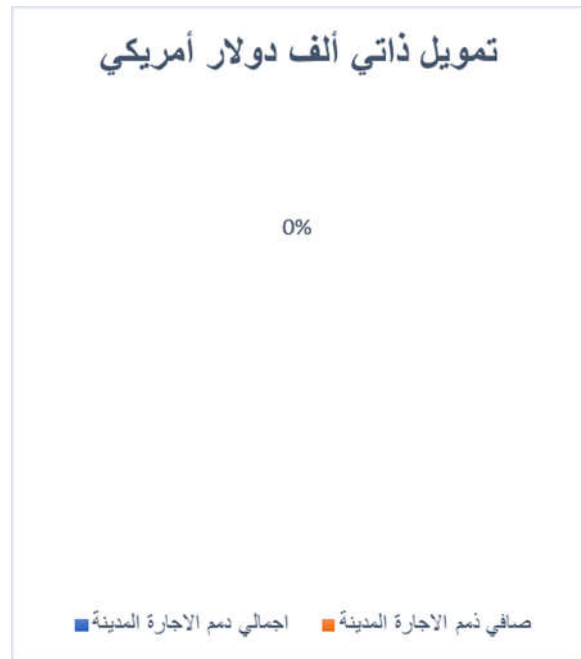 تمويل ذاتي ألف دولار أمريكي
0%
صافي ذمم الاجارة المدينة اجمالي دمم الاجارة المدينة